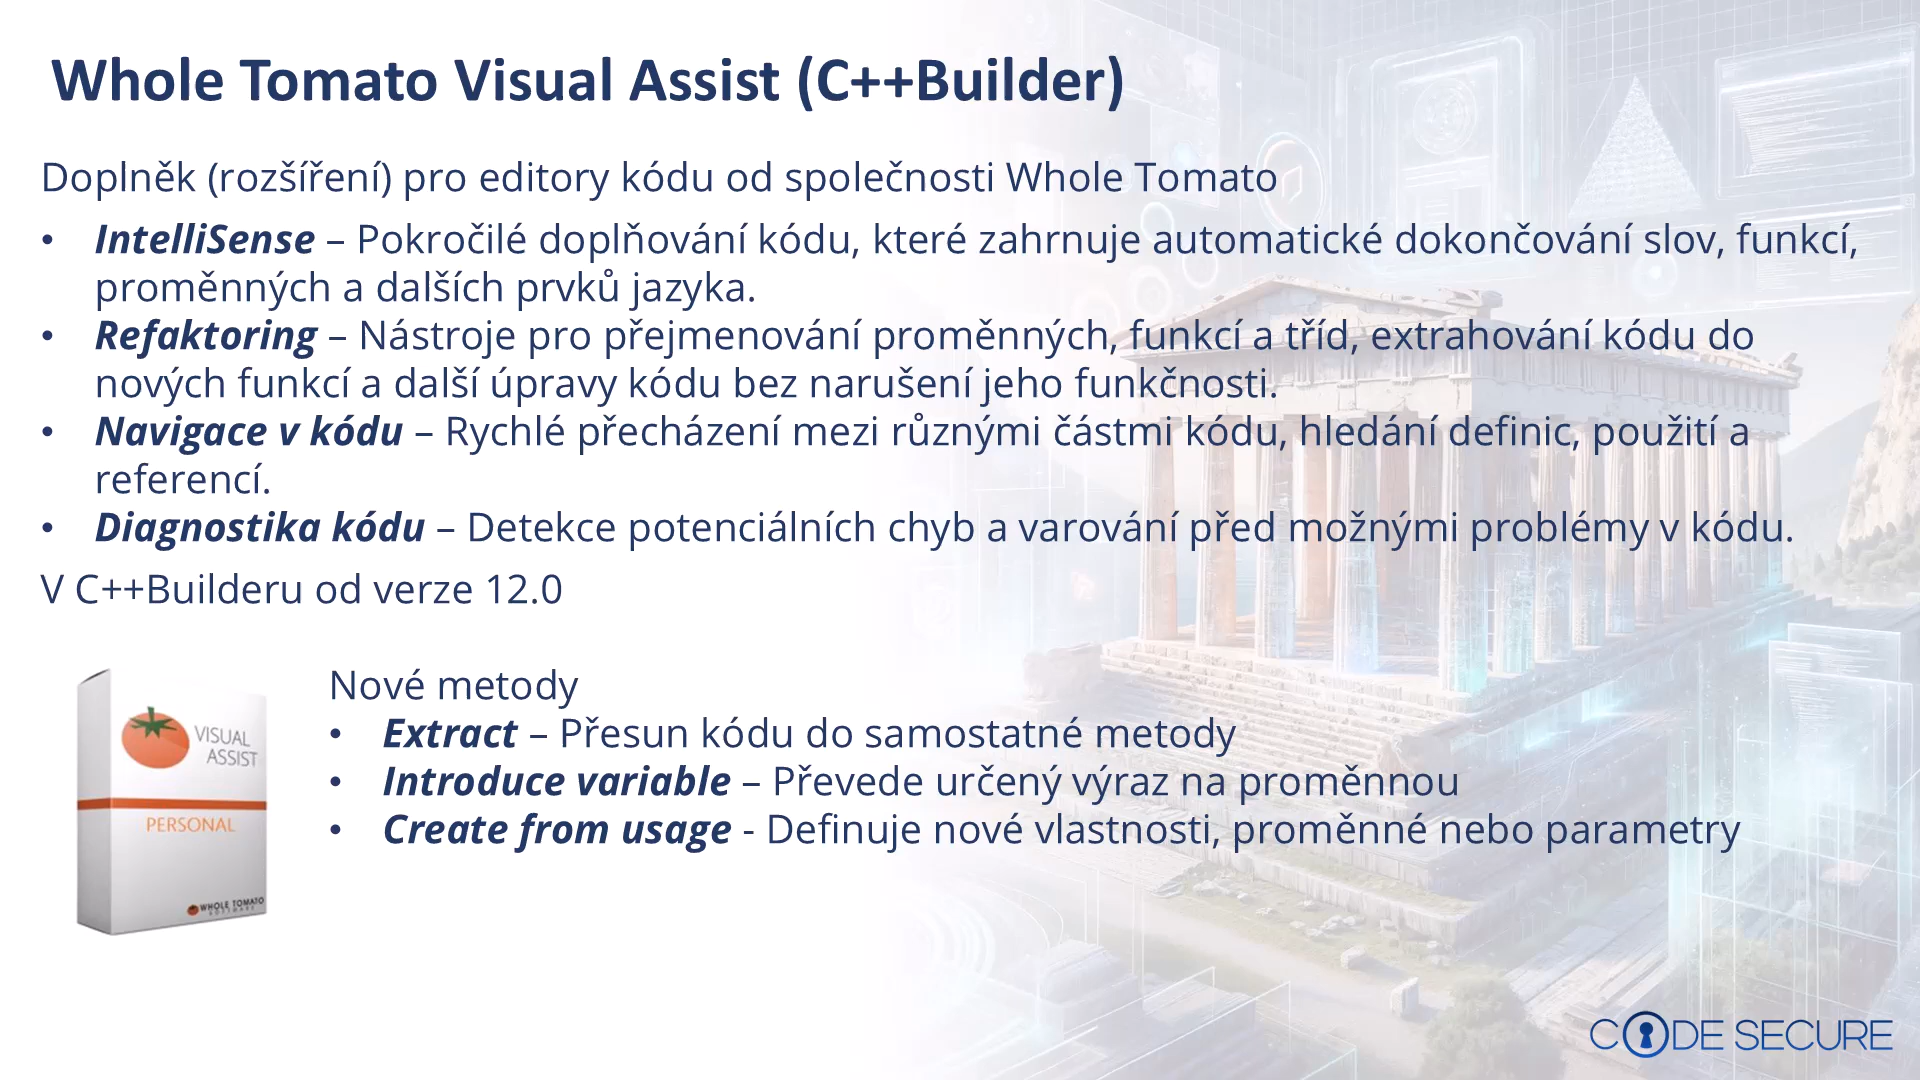 Whole Tomato Visual Assist (C++Builder)
Doplněk (rozšíření) pro editory kódu od společnosti Whole Tomato
• IntelliSense – Pokročilé doplňování kódu, které zahrnuje automatické dokončování slov, funkcí,
proměnných a dalších prvků jazyka.
• Refaktoring – Nástroje pro přejmenování proměnných, funkcí a tříd, extrahování kódu do
nových funkcí a další úpravy kódu bez narušení jeho funkčnosti.
• Navigace v kódu – Rychlé přecházení mezi různými částmi kódu, hledání definic, použití a
referencí.
• Diagnostika kódu – Detekce potenciálních chyb a varování před možnými problémy v kódu.
V C++Builderu od verze 12.0
VISUAL
ASSIST
PERSONAL
WHOLE TOMATO
SOFTWARE
Nové metody
• Extract – Přesun kódu do samostatné metody
• Introduce variable – Převede určený výraz na proměnnou
• Create from usage - Definuje nové vlastnosti, proměnné nebo parametry
CODE SECURE